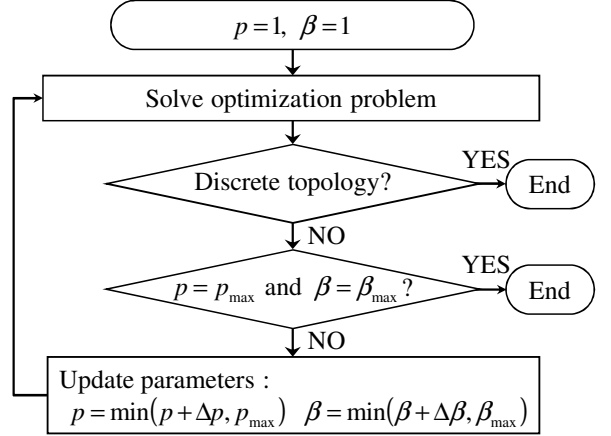 p = 1, β = 1
Solve optimization problem
Discrete topology?
YES
End
NO
p = p_max and β = β_max ?
YES
End
NO
Update parameters :
p = min(p + Δp, p_max) β = min(β + Δβ, β_max)